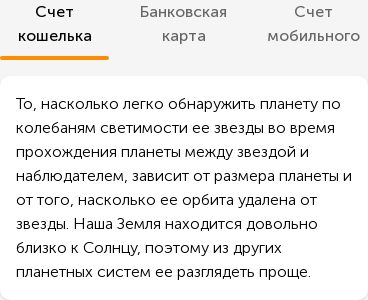 Счет Банковская Счет
кошелька карта мобильного
То, насколько легко обнаружить планету по
колебаням светимости ее звезды во время
прохождения планеты между звездой и
наблюдателем, зависит от размера планеты и
от того, насколько ее орбита удалена от
звезды. Наша Земля находится довольно
близко к Солнцу, поэтому из других
планетных систем ее разглядеть проще.